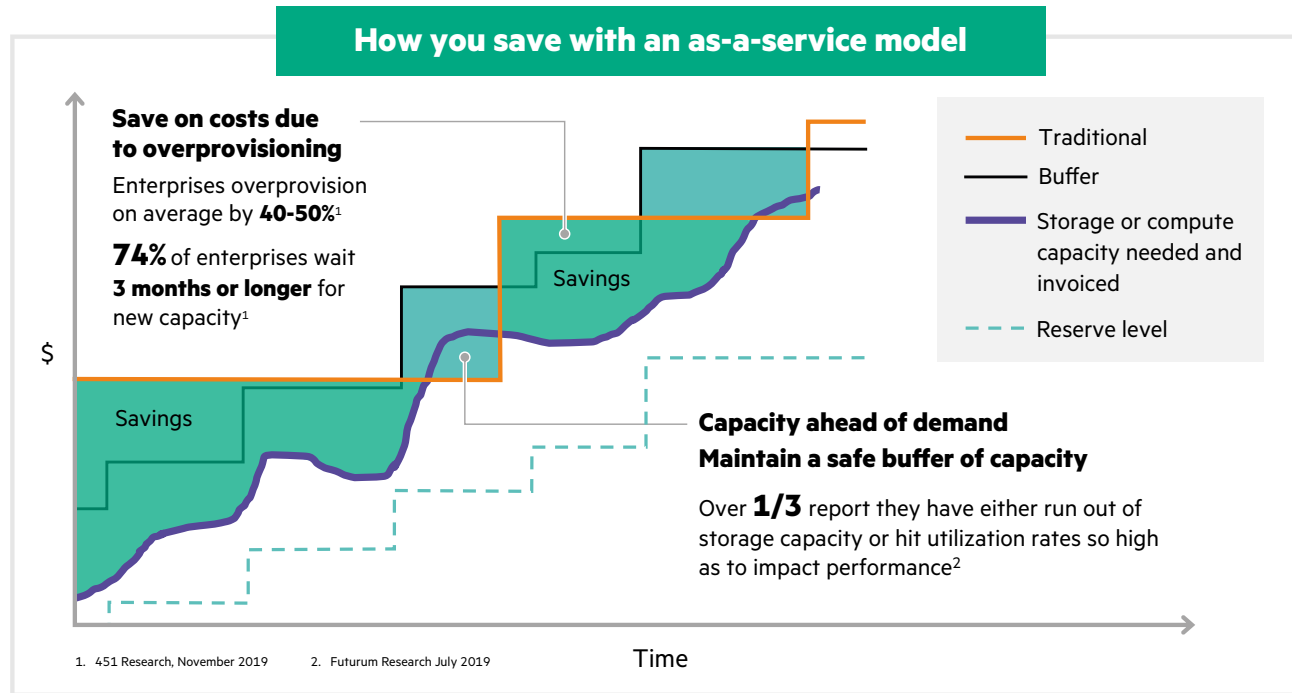 How you save with an as-a-service model
Save on costs due
to overprovisioning
Enterprises overprovision
on average by 40-50%¹
74% of enterprises wait
3 months or longer for
new capacity¹
Traditional
Buffer
Storage or compute
capacity needed and
invoiced
Reserve level
Savings
$
Savings
Capacity ahead of demand
Maintain a safe buffer of capacity
Over 1/3 report they have either run out of
storage capacity or hit utilization rates so high
as to impact performance²
Time
1. 451 Research, November 2019 2. Futurum Research July 2019